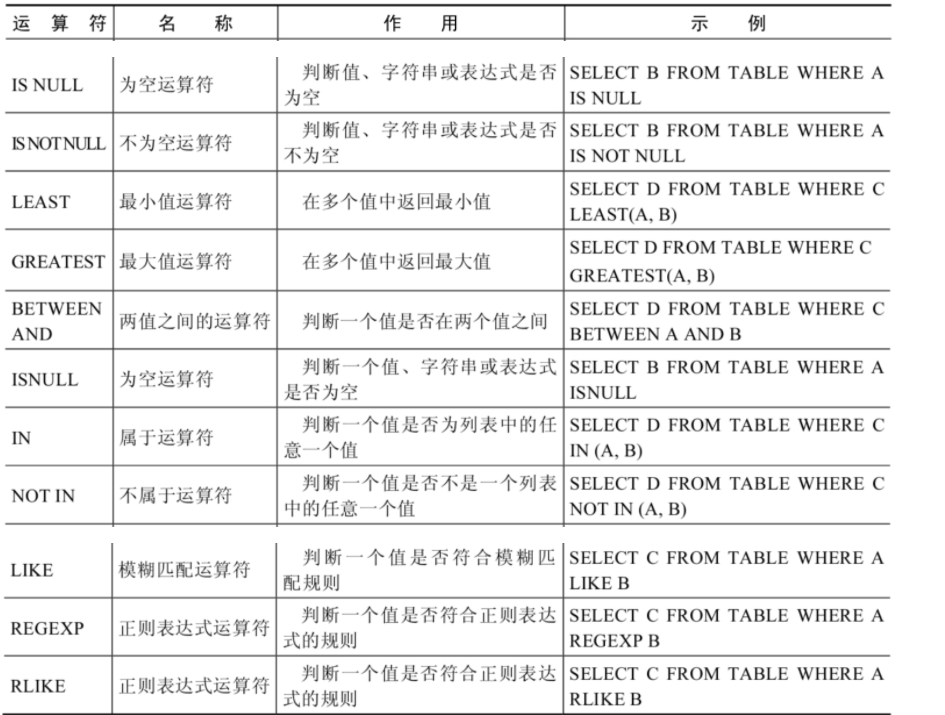 运 算 符 名 称 作 用 示 例
IS NULL 为空运算符 判断值、字符串或表达式是否为空 SELECT B FROM TABLE WHERE A IS NULL
IS NOT NULL 不为空运算符 判断值、字符串或表达式是否不为空 SELECT B FROM TABLE WHERE A IS NOT NULL
LEAST 最小值运算符 在多个值中返回最小值 SELECT D FROM TABLE WHERE C LEAST(A, B)
GREATEST 最大值运算符 在多个值中返回最大值 SELECT D FROM TABLE WHERE C GREATEST(A, B)
BETWEEN AND 两值之间的运算符 判断一个值是否在两个值之间 SELECT D FROM TABLE WHERE C BETWEEN A AND B
ISNULL 为空运算符 判断一个值、字符串或表达式是否为空 SELECT B FROM TABLE WHERE A ISNULL
IN 属于运算符 判断一个值是否为列表中的任意一个值 SELECT D FROM TABLE WHERE C IN (A, B)
NOT IN 不属于运算符 判断一个值是否不是一个列表中的任意一个值 SELECT D FROM TABLE WHERE C NOT IN (A, B)
LIKE 模糊匹配运算符 判断一个值是否符合模糊匹配规则 SELECT C FROM TABLE WHERE A LIKE B
REGEXP 正则表达式运算符 判断一个值是否符合正则表达式的规则 SELECT C FROM TABLE WHERE A REGEXP B
RLIKE 正则表达式运算符 判断一个值是否符合正则表达式的规则 SELECT C FROM TABLE WHERE A RLIKE B